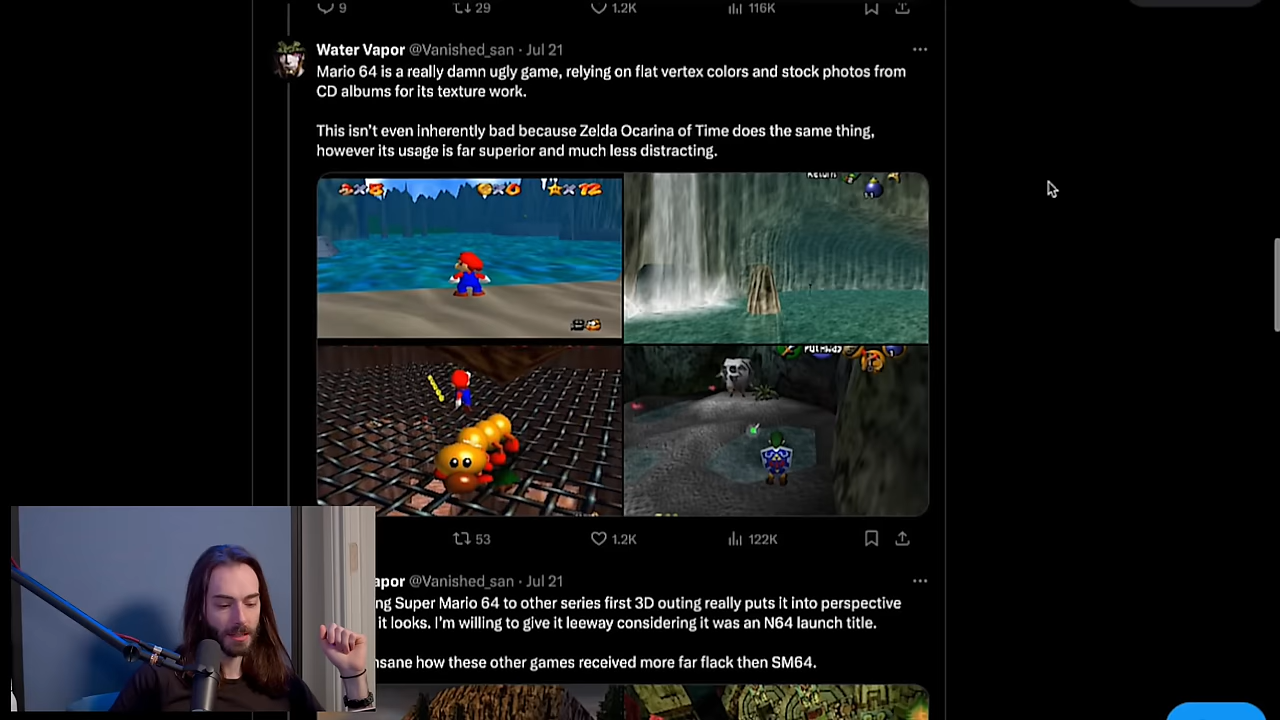 9 29 1.2K 116K
Water Vapor @Vanished_san · Jul 21
Mario 64 is a really damn ugly game, relying on flat vertex colors and stock photos from
CD albums for its texture work.
This isn't even inherently bad because Zelda Ocarina of Time does the same thing,
however its usage is far superior and much less distracting.
Return
53 1.2K 122K
apor @Vanished_san · Jul 21
ng Super Mario 64 to other series first 3D outing really puts it into perspective
it looks. I'm willing to give it leeway considering it was an N64 launch title.
nsane how these other games received more far flack then SM64.